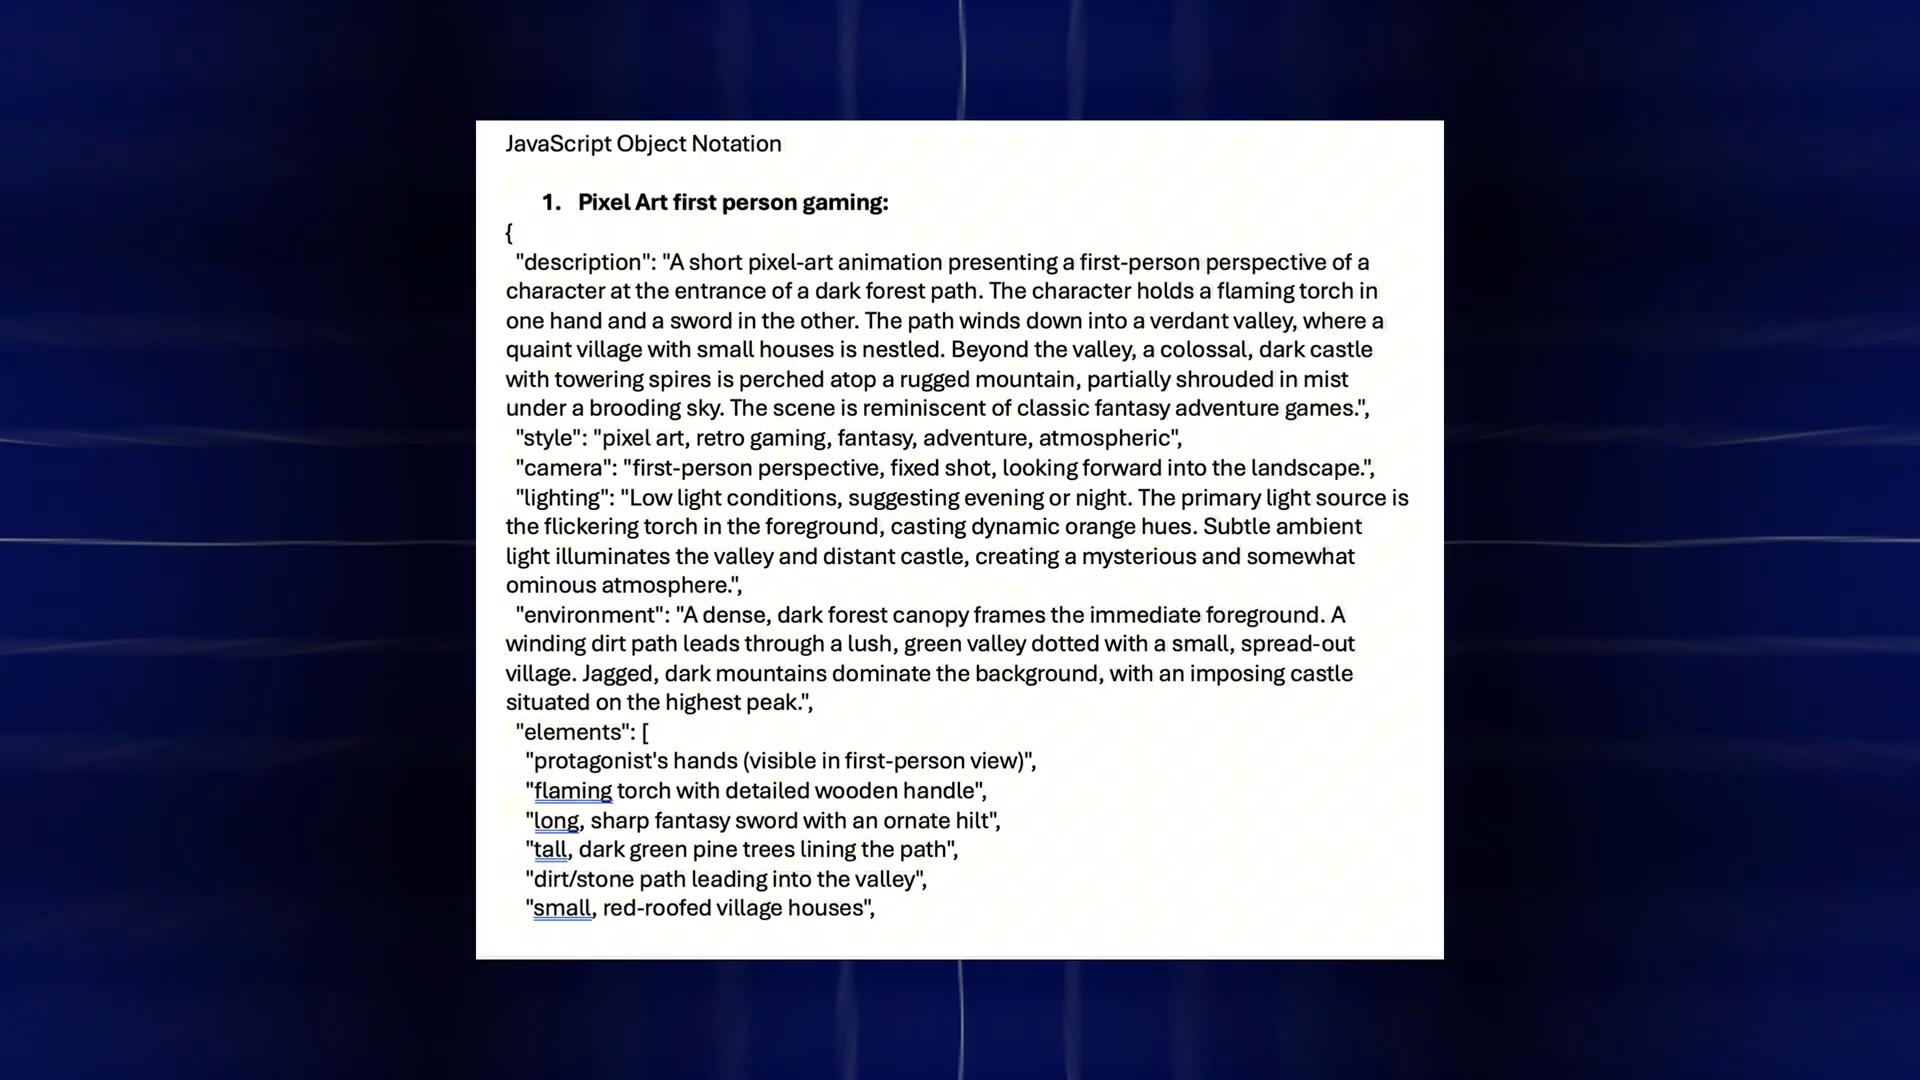 JavaScript Object Notation
1. Pixel Art first person gaming:
{
"description": "A short pixel-art animation presenting a first-person perspective of a
character at the entrance of a dark forest path. The character holds a flaming torch in
one hand and a sword in the other. The path winds down into a verdant valley, where a
quaint village with small houses is nestled. Beyond the valley, a colossal, dark castle
with towering spires is perched atop a rugged mountain, partially shrouded in mist
under a brooding sky. The scene is reminiscent of classic fantasy adventure games.",
"style": "pixel art, retro gaming, fantasy, adventure, atmospheric",
"camera": "first-person perspective, fixed shot, looking forward into the landscape.",
"lighting": "Low light conditions, suggesting evening or night. The primary light source is
the flickering torch in the foreground, casting dynamic orange hues. Subtle ambient
light illuminates the valley and distant castle, creating a mysterious and somewhat
ominous atmosphere.",
"environment": "A dense, dark forest canopy frames the immediate foreground. A
winding dirt path leads through a lush, green valley dotted with a small, spread-out
village. Jagged, dark mountains dominate the background, with an imposing castle
situated on the highest peak.",
"elements": [
"protagonist's hands (visible in first-person view)",
"flaming torch with detailed wooden handle",
"long, sharp fantasy sword with an ornate hilt",
"tall, dark green pine trees lining the path",
"dirt/stone path leading into the valley",
"small, red-roofed village houses",